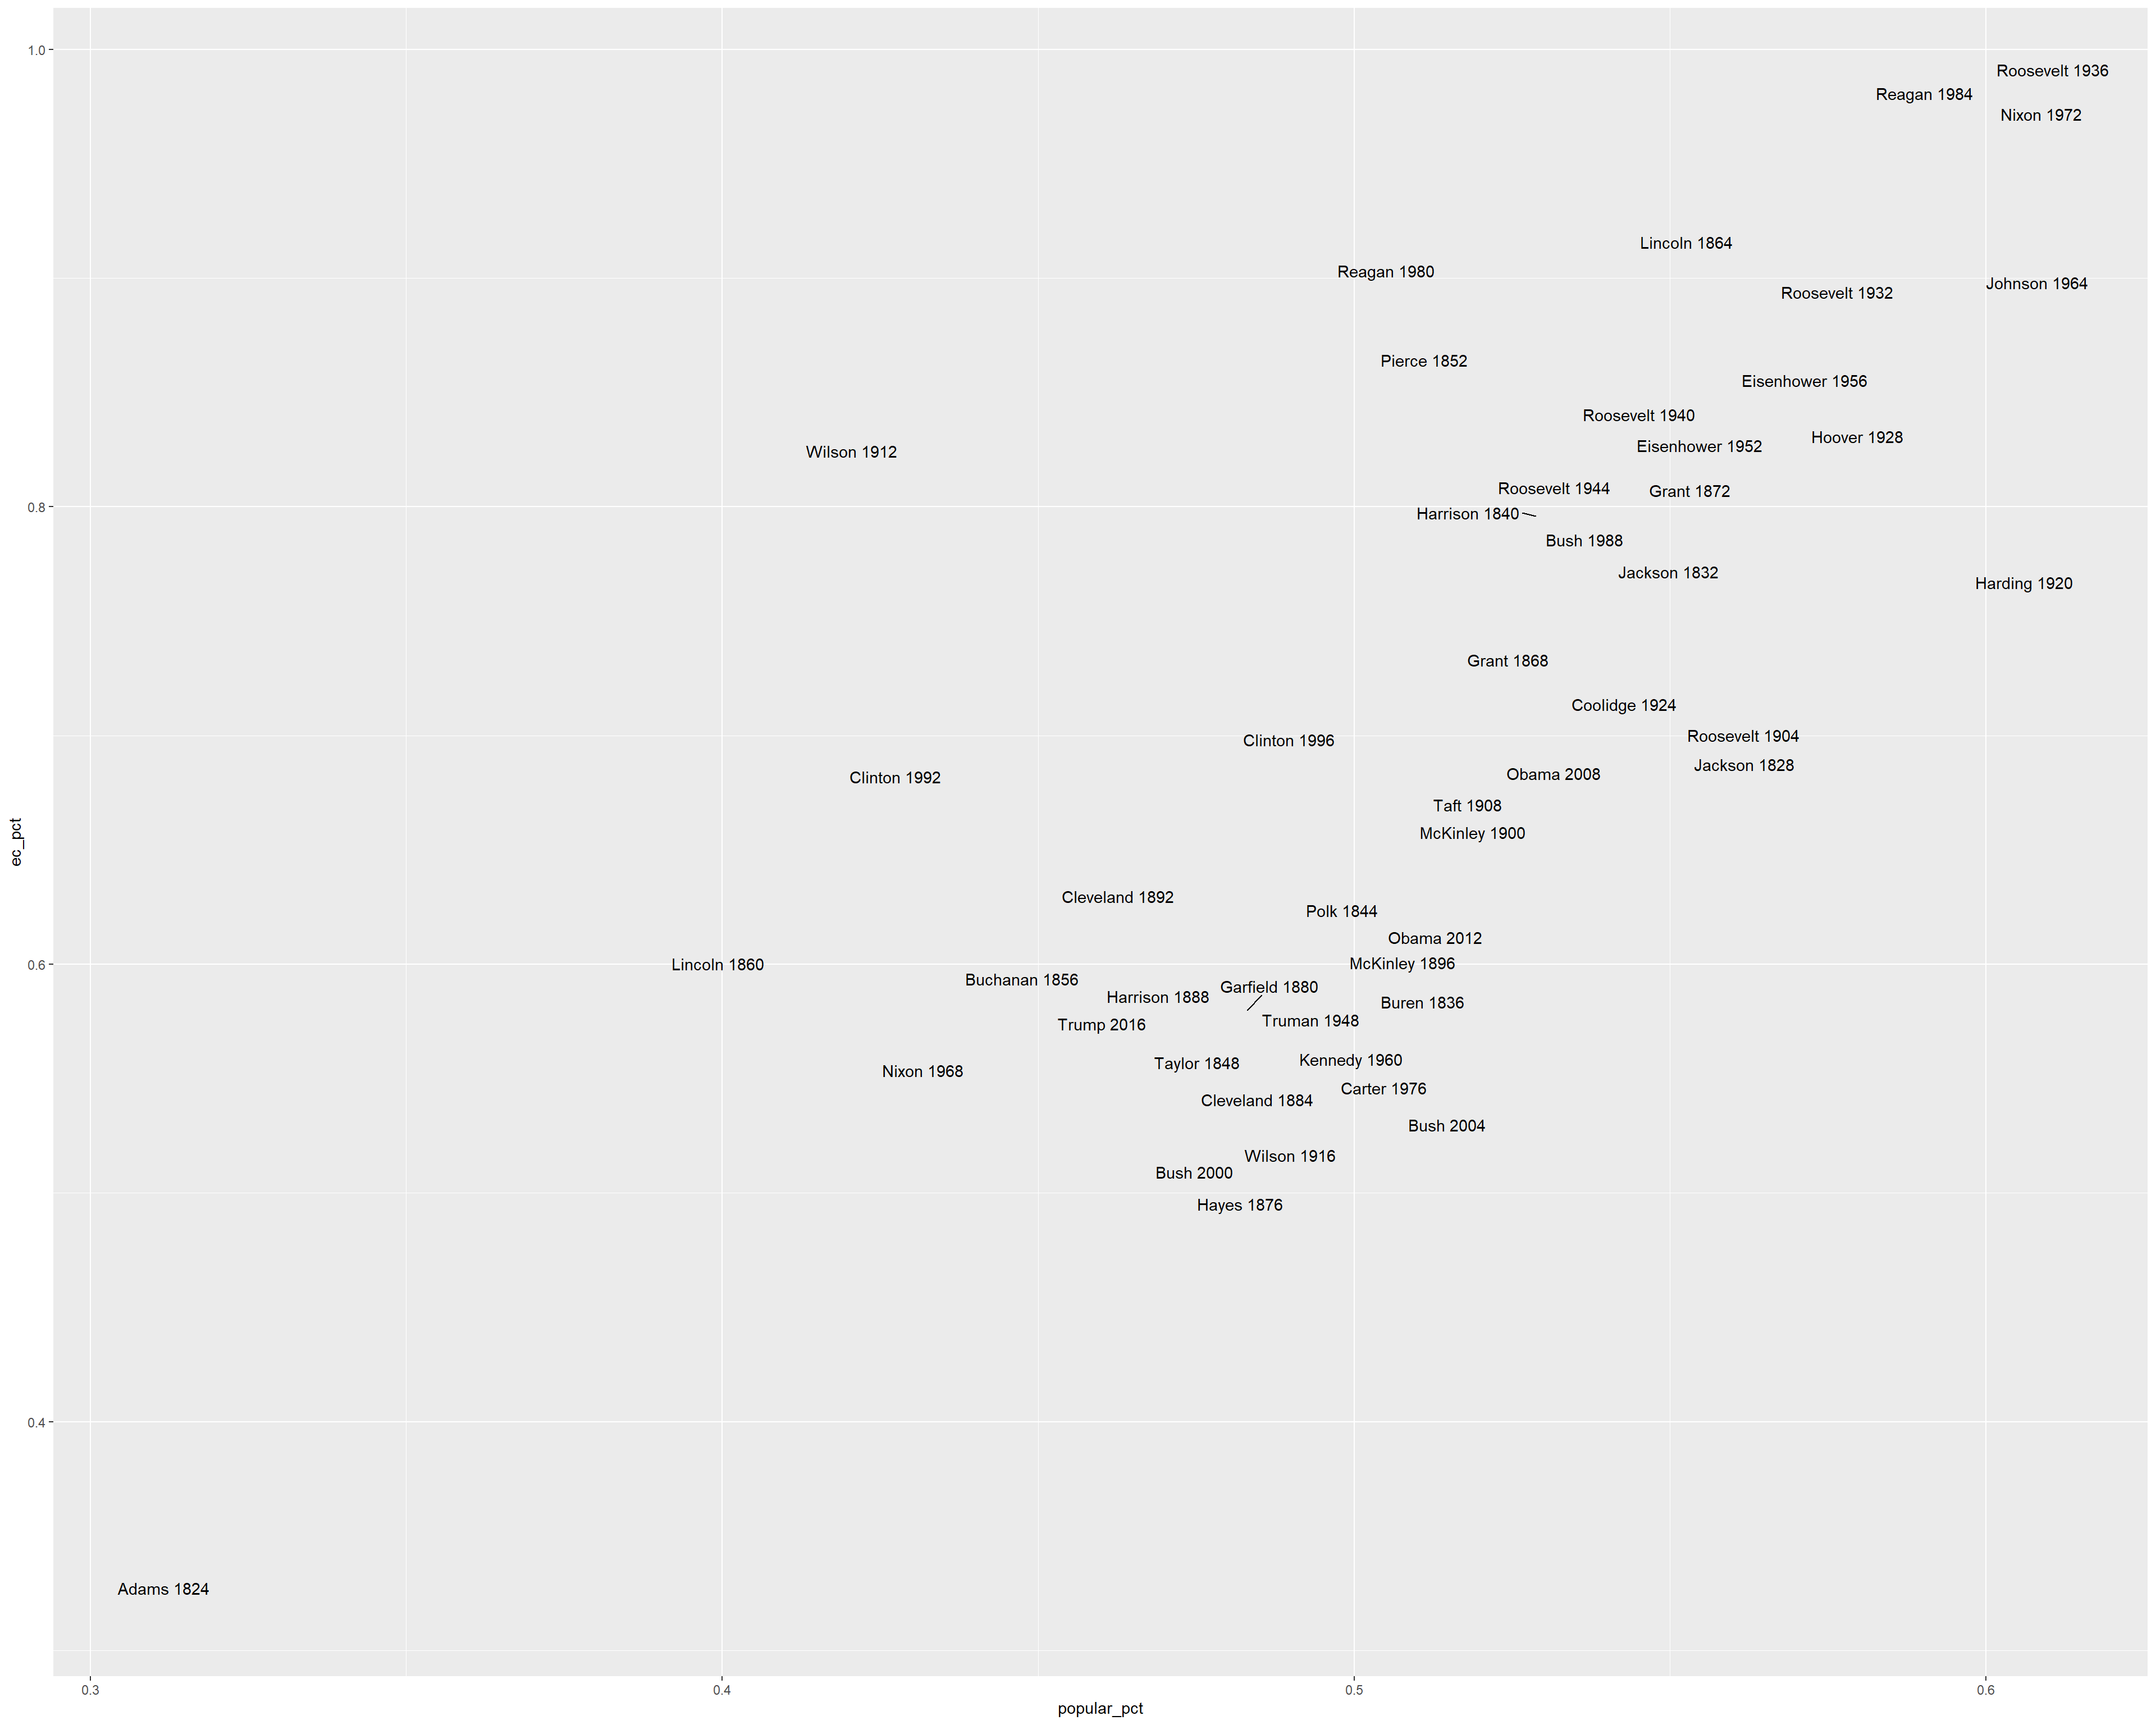 1.0
Roosevelt 1936
Reagan 1984
Nixon 1972
Lincoln 1864
Reagan 1980
Johnson 1964
Roosevelt 1932
Pierce 1852
Eisenhower 1956
Roosevelt 1940
Hoover 1928
Eisenhower 1952
Wilson 1912
Roosevelt 1944
Grant 1872
0.8
Harrison 1840
Bush 1988
Jackson 1832
Harding 1920
Grant 1868
Coolidge 1924
Roosevelt 1904
Clinton 1996
Jackson 1828
Obama 2008
Clinton 1992
Taft 1908
McKinley 1900
ec_pct
Cleveland 1892
Polk 1844
Obama 2012
0.6
Lincoln 1860
McKinley 1896
Buchanan 1856
Garfield 1880
Harrison 1888
Buren 1836
Truman 1948
Trump 2016
Kennedy 1960
Taylor 1848
Nixon 1968
Carter 1976
Cleveland 1884
Bush 2004
Wilson 1916
Bush 2000
Hayes 1876
0.4
Adams 1824
0.3
0.4
0.5
0.6
popular_pct